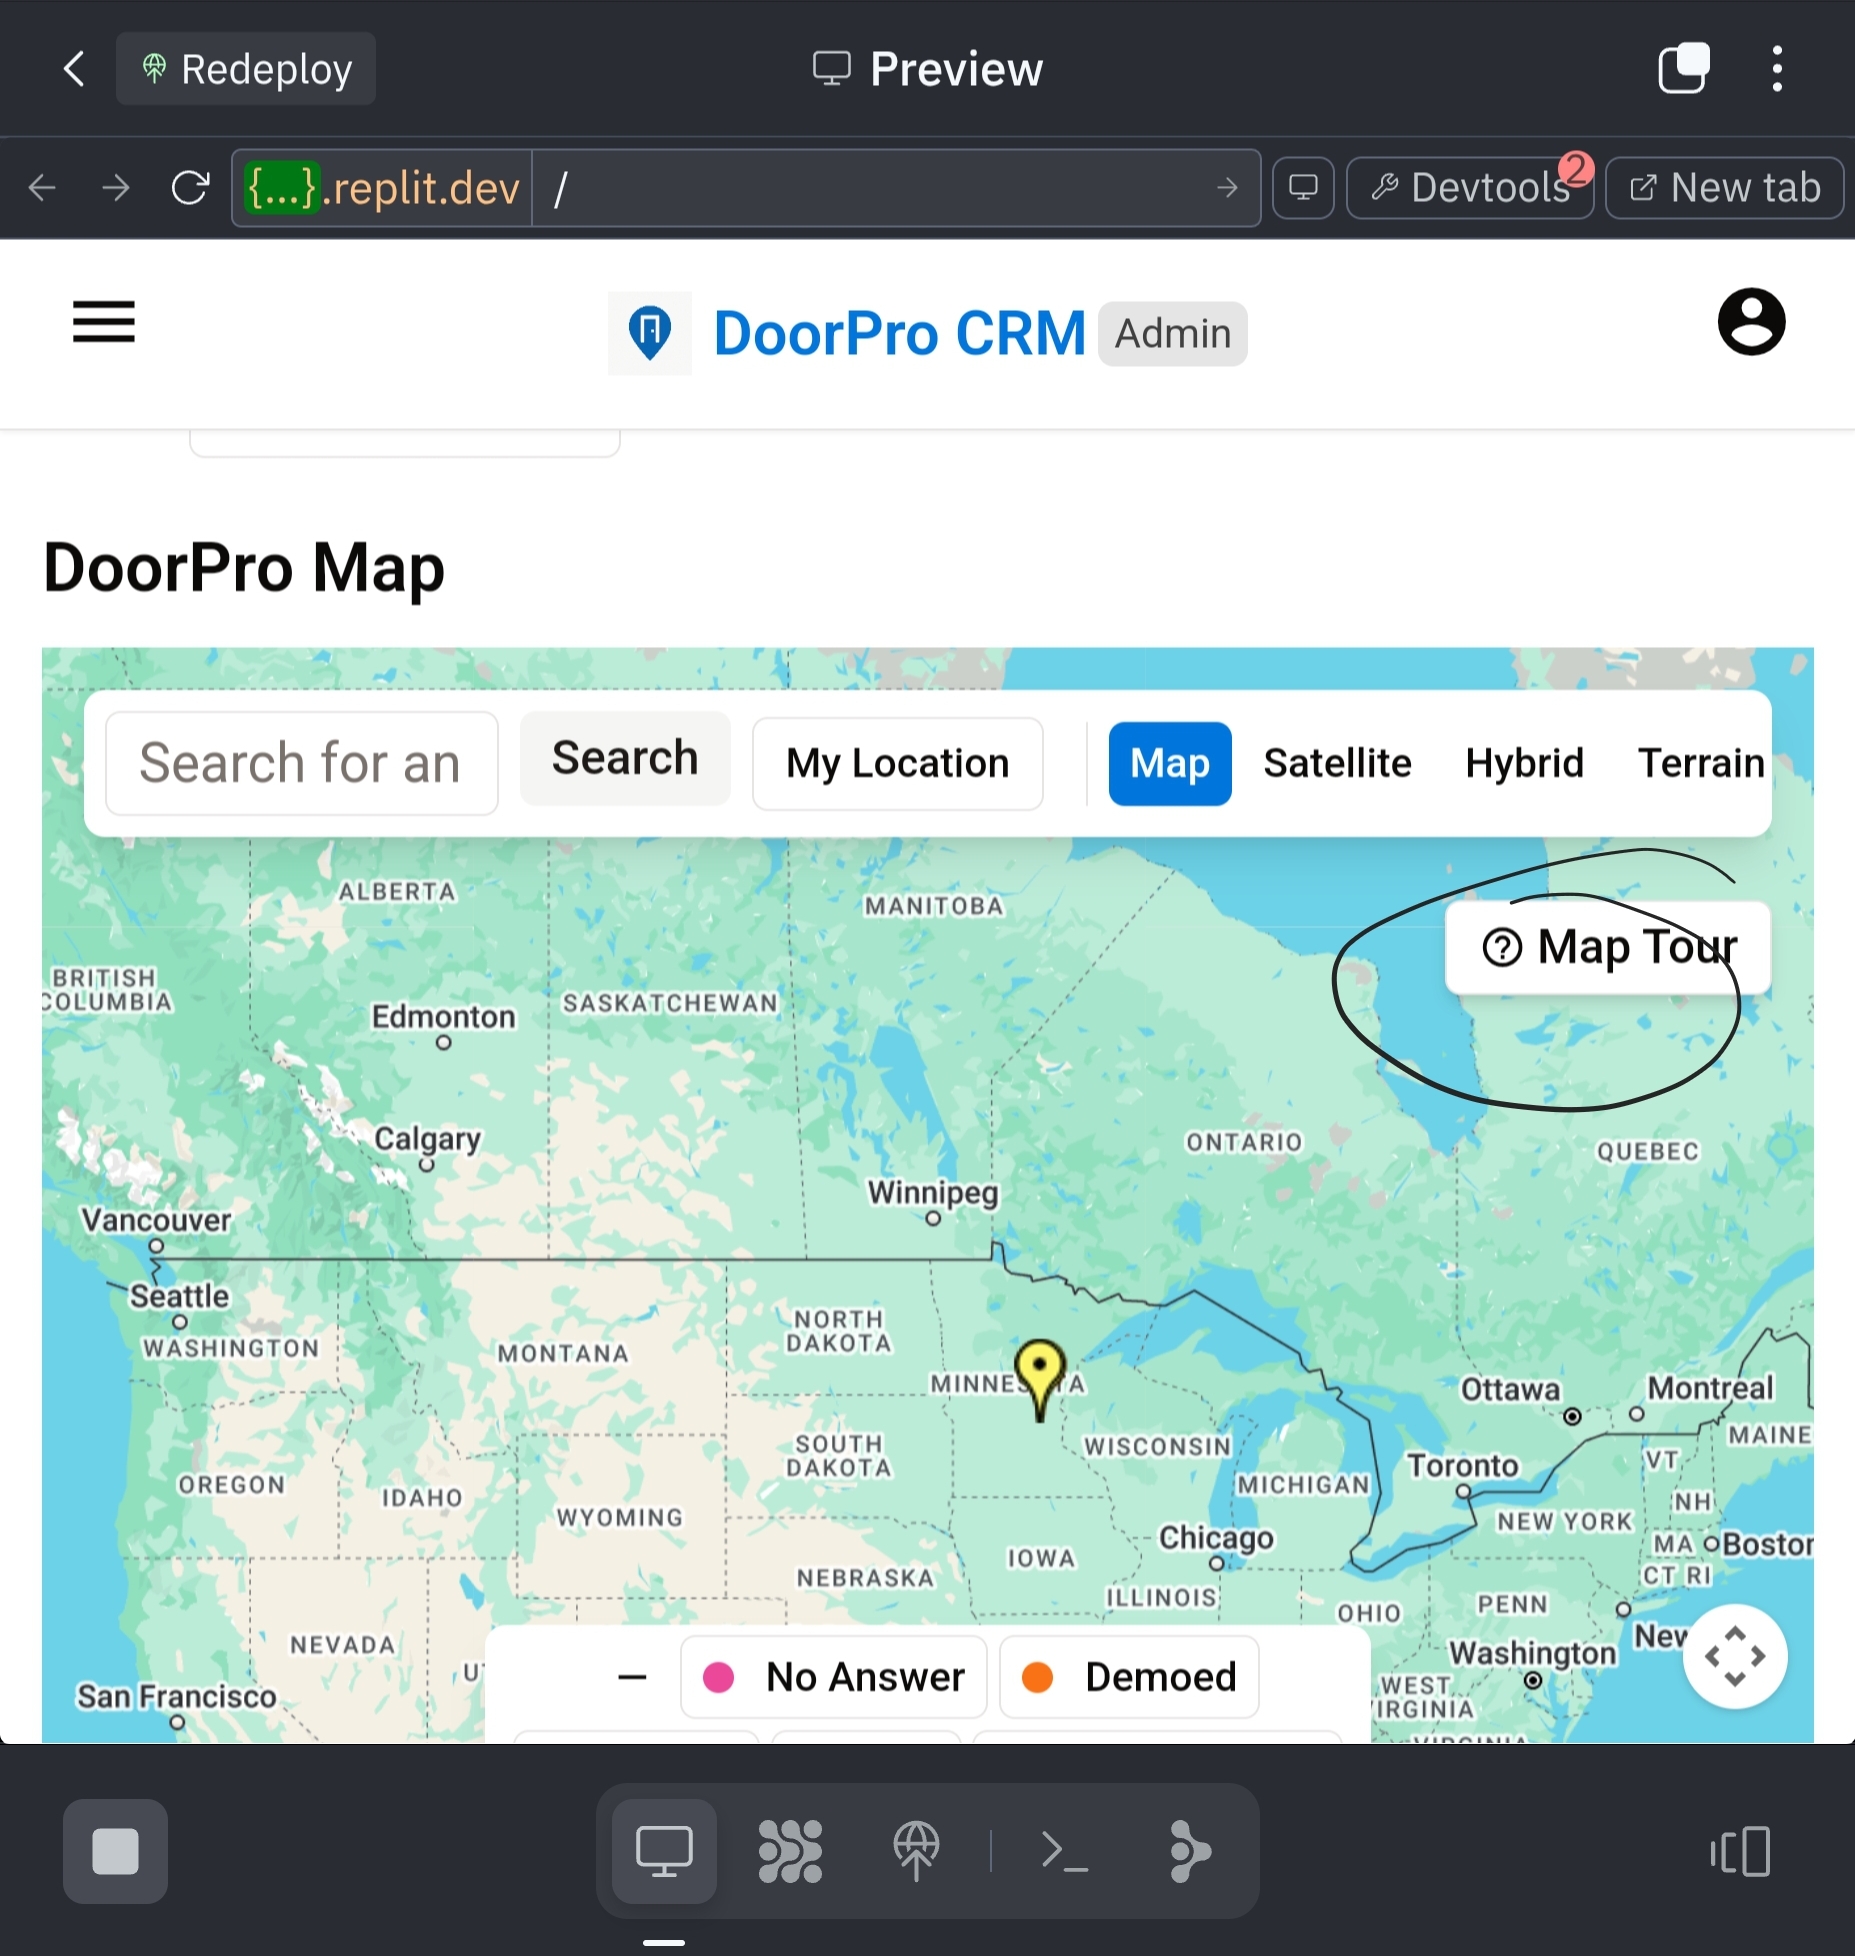 Redeploy
Preview
{...}.replit.dev
/
Devtools
2
New tab
DoorPro CRM
Admin
DoorPro Map
Search for an
Search
My Location
Map
Satellite
Hybrid
Terrain
Map Tour
ALBERTA
MANITOBA
BRITISH
COLUMBIA
Edmonton
SASKATCHEWAN
Calgary
ONTARIO
QUEBEC
Winnipeg
Vancouver
Seattle
WASHINGTON
NORTH
DAKOTA
MONTANA
MINNES TA
Ottawa
Montreal
MAINE
SOUTH
DAKOTA
WISCONSIN
VT
Toronto
MICHIGAN
OREGON
IDAHO
NH
WYOMING
NEW YORK
Chicago
MA
Boston
IOWA
CT RI
NEBRASKA
ILLINOIS
PENN
OHIO
NEVADA
New
Washington
U
No Answer
Demoed
WEST
VIRGINIA
San Francisco
VIRGINIA